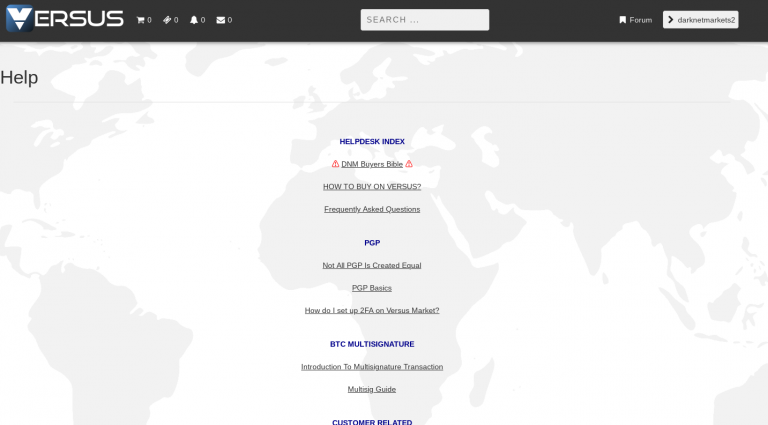 VERSUS 0 0 0 0 SEARCH ... Forum darknetmarkets2
Help
HELPDESK INDEX
DNM Buyers Bible
HOW TO BUY ON VERSUS?
Frequently Asked Questions
PGP
Not All PGP Is Created Equal
PGP Basics
How do I set up 2FA on Versus Market?
BTC MULTISIGNATURE
Introduction To Multisignature Transaction
Multisig Guide
CUSTOMER RELATED